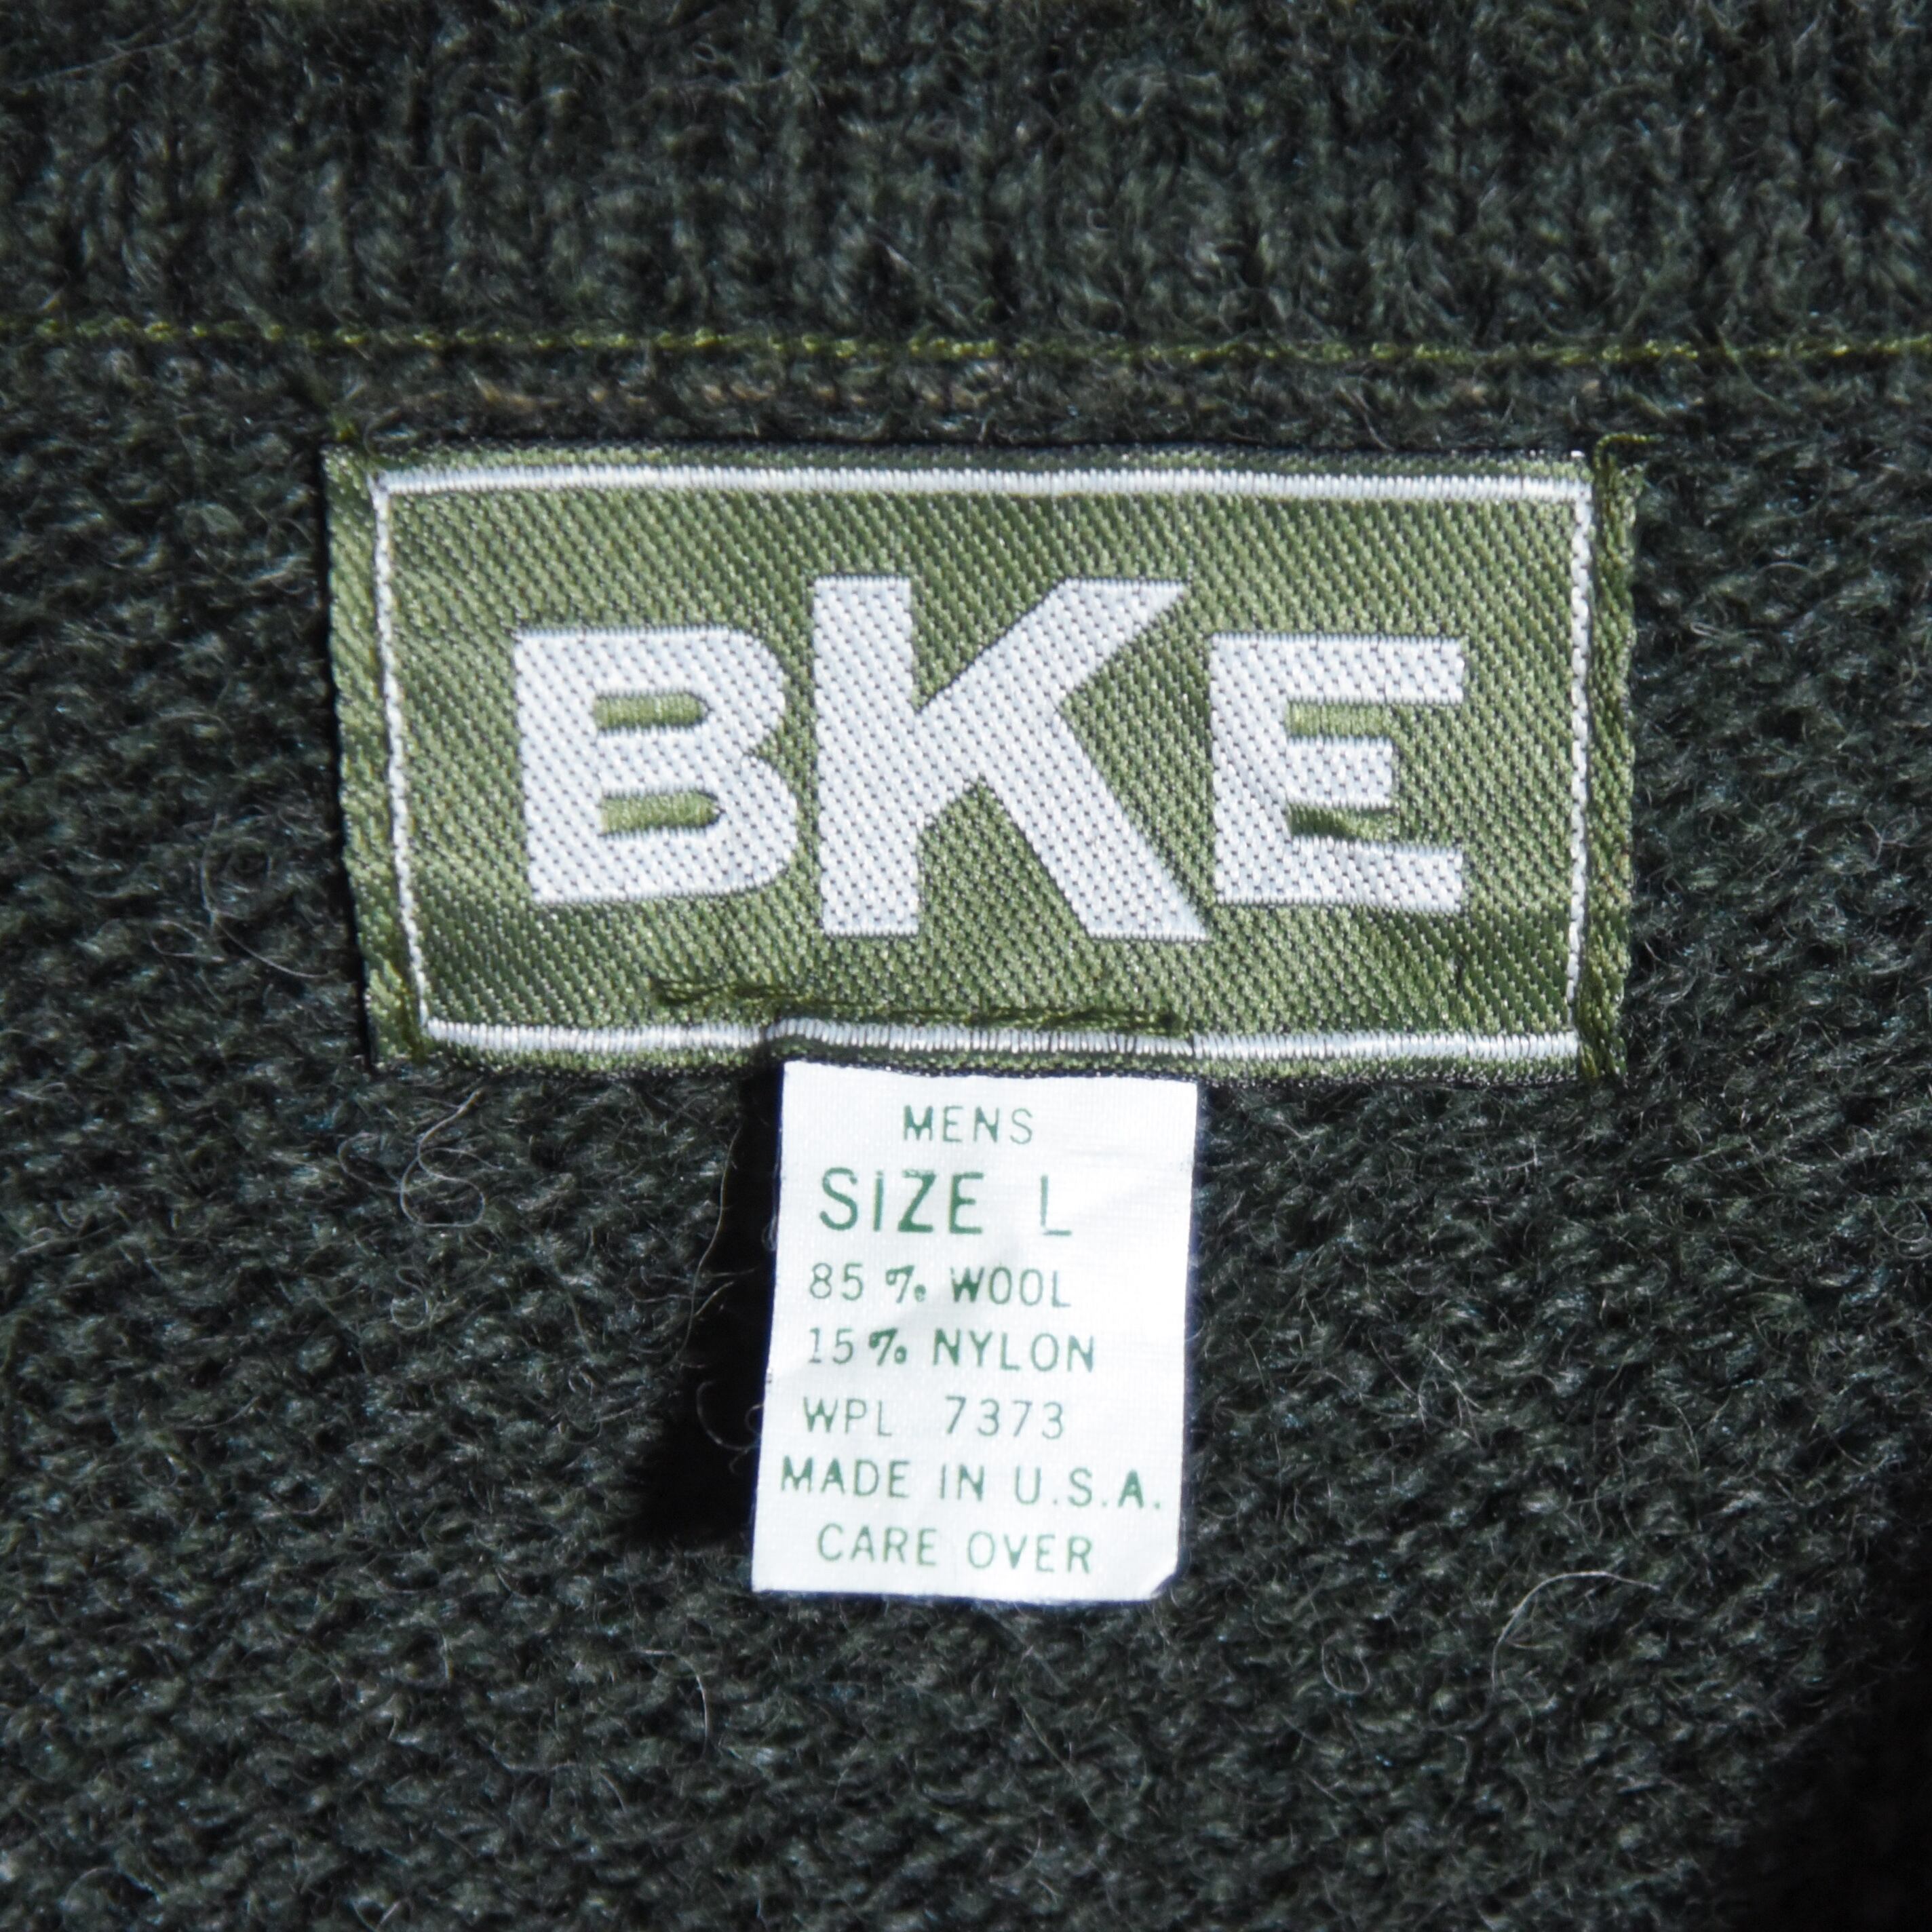 BKE
MENS
SIZE L
85% WOOL
15% NYLON
WPL 7373
MADE IN U.S.A.
CARE OVER